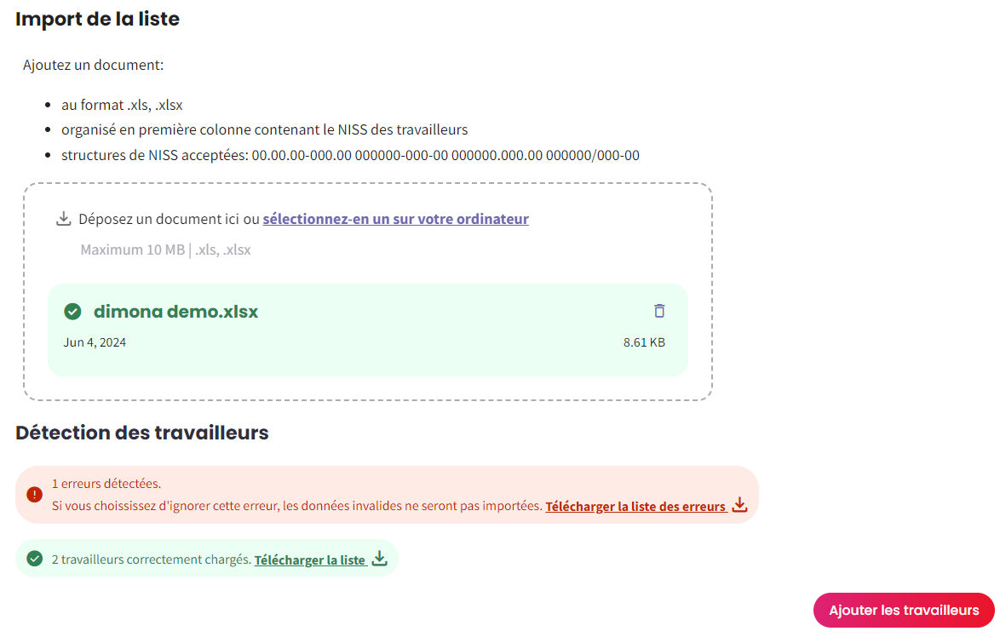 Import de la liste
Ajoutez un document:
au format .xls, .xlsx
organisé en première colonne contenant le NISS des travailleurs
structures de NISS acceptées: 00.00.00-000.00 000000-000-00 000000.000.00 000000/000-00
Déposez un document ici ou sélectionnez-en un sur votre ordinateur
Maximum 10 MB | .xls, .xlsx
dimona demo.xlsx
Jun 4, 2024 8.61 KB
Détection des travailleurs
1 erreurs détectées.
Si vous choississez d'ignorer cette erreur, les données invalides ne seront pas importées. Télécharger la liste des erreurs
2 travailleurs correctement chargés. Télécharger la liste
Ajouter les travailleurs